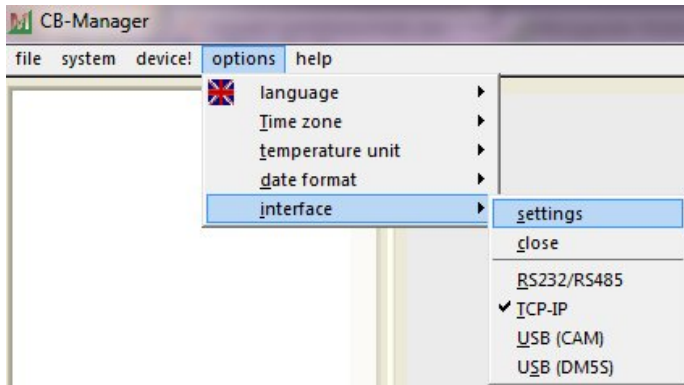 CB-Manager
file system device! options help
language
Time zone
temperature unit
date format
interface
settings
close
RS232/RS485
TCP-IP
USB (CAM)
USB (DM5S)